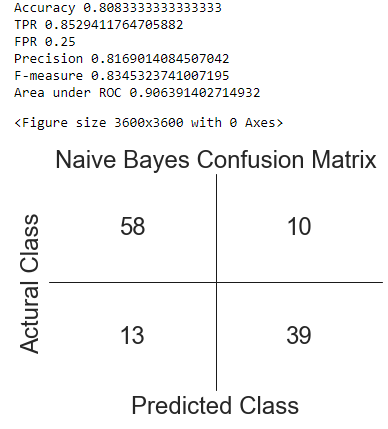 Accuracy 0.8083333333333333
TPR 0.8529411764705882
FPR 0.25
Precision 0.8169014084507042
F-measure 0.8345323741007195
Area under ROC 0.906391402714932
<Figure size 3600x3600 with 0 Axes>
Naive Bayes Confusion Matrix
Actural Class
58 10
13 39
Predicted Class